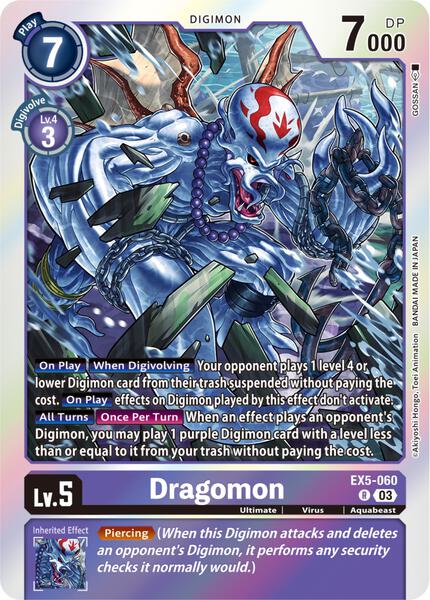 Play
7
DIGIMON
7000
DP
Digivolve
Lv.4
3
GOSSAN
BANDAI MADE IN JAPAN
©Akiyoshi Hongo, Toei Animation
On Play When Digivolving Your opponent plays 1 level 4 or
lower Digimon card from their trash suspended without paying the
cost. On Play effects on Digimon played by this effect don't activate.
All Turns Once Per Turn When an effect plays an opponent's
Digimon, you may play 1 purple Digimon card with a level less
than or equal to it from your trash without paying the cost.
Lv.5
Dragomon
EX5-060
R 03
Ultimate Virus Aquabeast
Inherited Effect
Piercing (When this Digimon attacks and deletes
an opponent's Digimon, it performs any security
checks it normally would.)